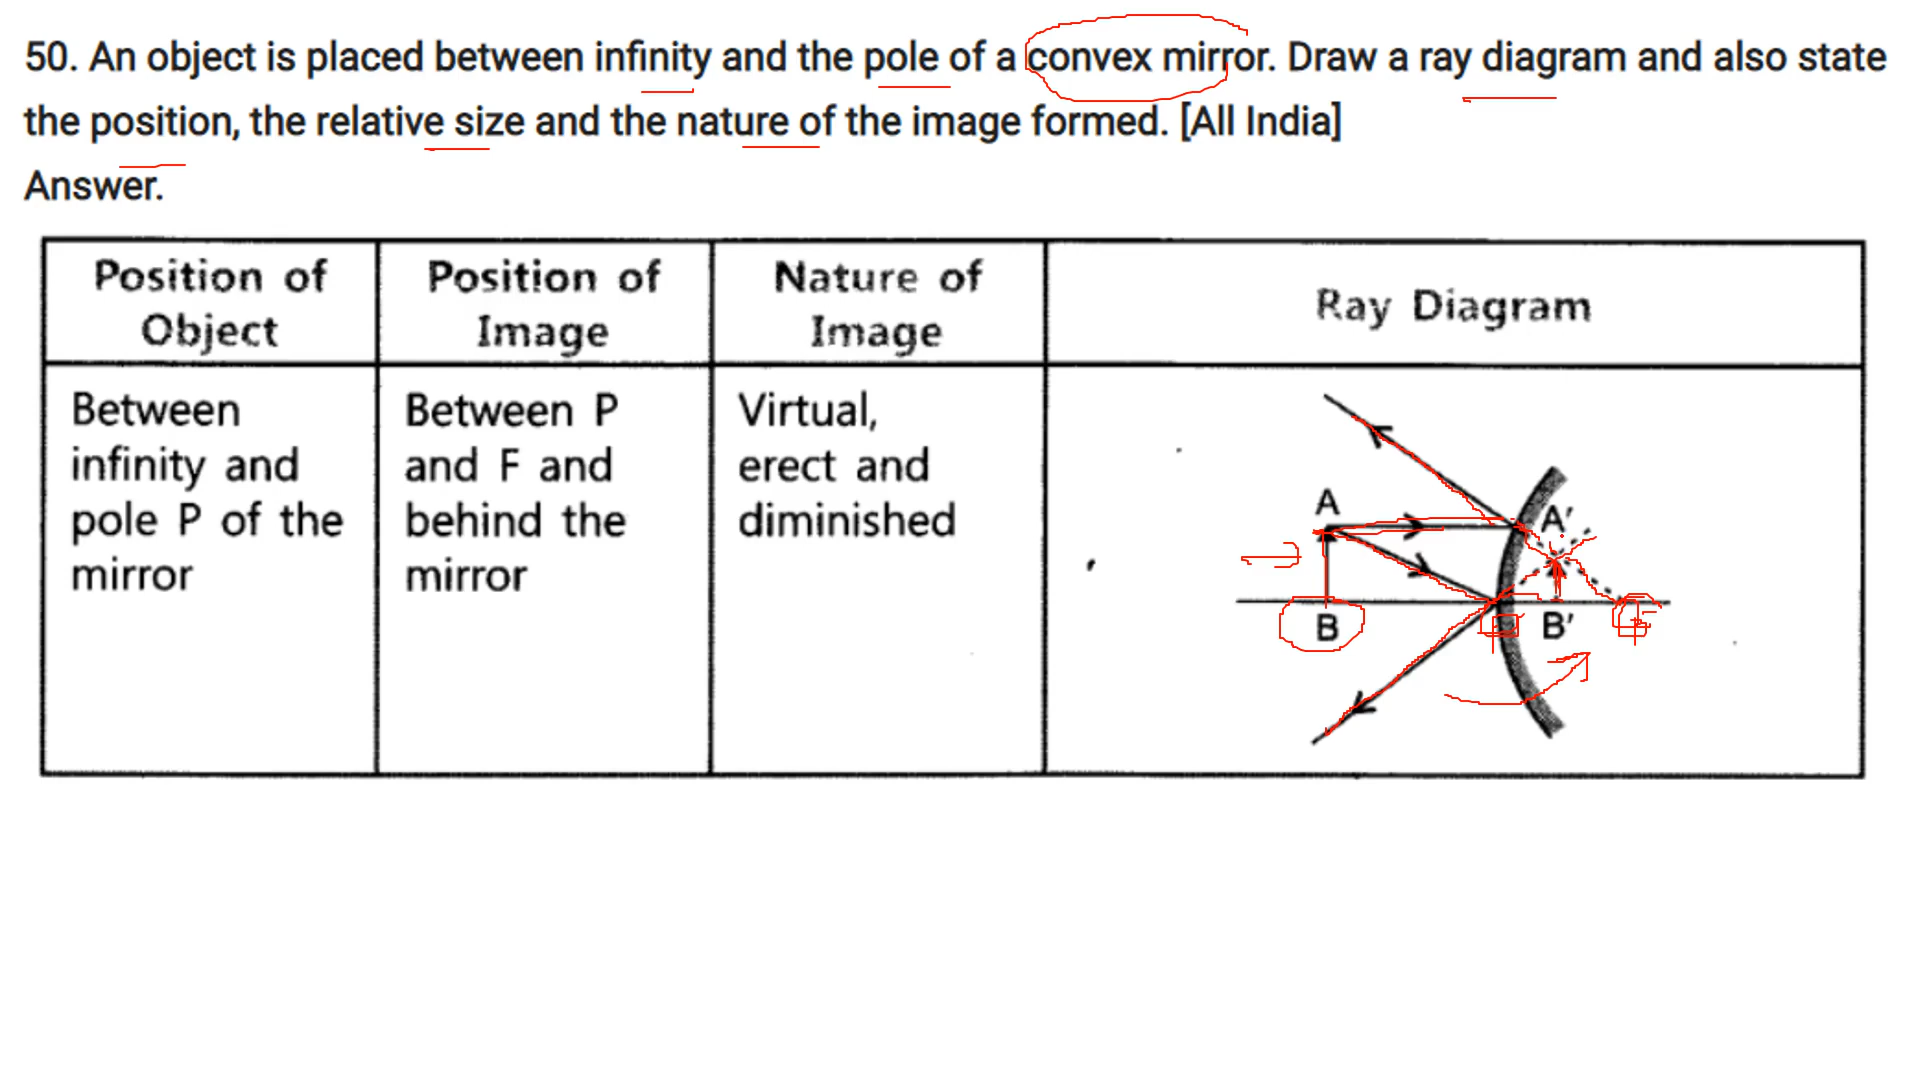 50. An object is placed between infinity and the pole of a convex mirror. Draw a ray diagram and also state
the position, the relative size and the nature of the image formed. [All India]
Answer.
Position of
Object
Position of
Image
Nature of
Image
Ray Diagram
Between
infinity and
pole P of the
mirror
Between P
and F and
behind the
mirror
Virtual,
erect and
diminished
A
A′
B
B′